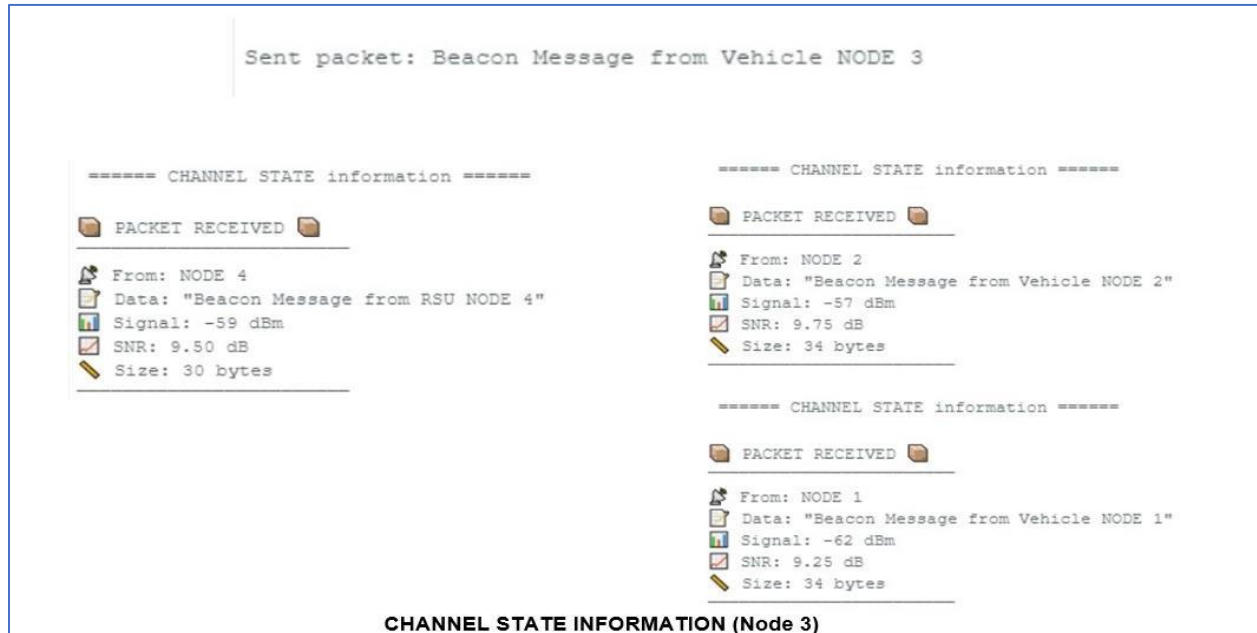 Sent packet: Beacon Message from Vehicle NODE 3
====== CHANNEL STATE information ======
PACKET RECEIVED
From: NODE 4
Data: "Beacon Message from RSU NODE 4"
Signal: -59 dBm
SNR: 9.50 dB
Size: 30 bytes
====== CHANNEL STATE information ======
PACKET RECEIVED
From: NODE 2
Data: "Beacon Message from Vehicle NODE 2"
Signal: -57 dBm
SNR: 9.75 dB
Size: 34 bytes
====== CHANNEL STATE information ======
PACKET RECEIVED
From: NODE 1
Data: "Beacon Message from Vehicle NODE 1"
Signal: -62 dBm
SNR: 9.25 dB
Size: 34 bytes
CHANNEL STATE INFORMATION (Node 3)